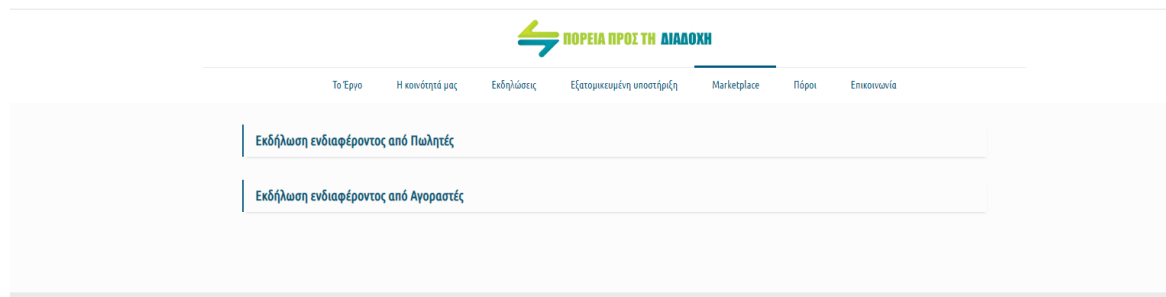 ΠΟΡΕΙΑ ΠΡΟΣ ΤΗ ΔΙΑΔΟΧΗ
Το Έργο Η κοινότητά μας Εκδηλώσεις Εξατομικευμένη υποστήριξη Marketplace Πόροι Επικοινωνία
Εκδήλωση ενδιαφέροντος από Πωλητές
Εκδήλωση ενδιαφέροντος από Αγοραστές